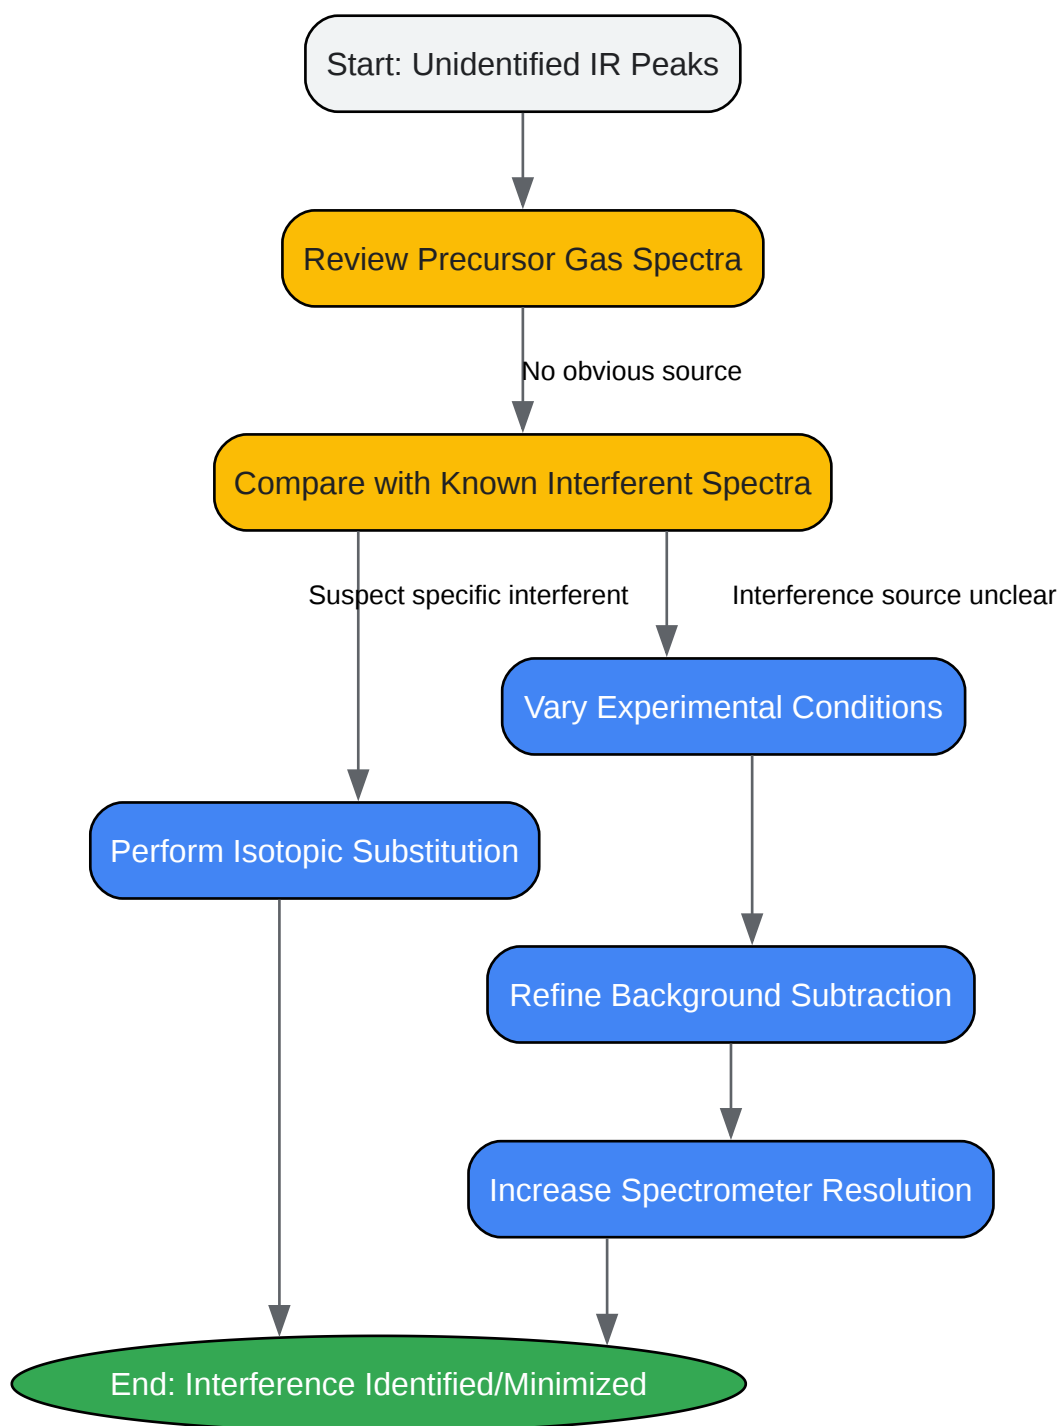 Start: Unidentified IR Peaks
Review Precursor Gas Spectra
No obvious source
Compare with Known Interferent Spectra
Suspect specific interferent
Interference source unclear
Vary Experimental Conditions
Perform Isotopic Substitution
Refine Background Subtraction
Increase Spectrometer Resolution
End: Interference Identified/Minimized